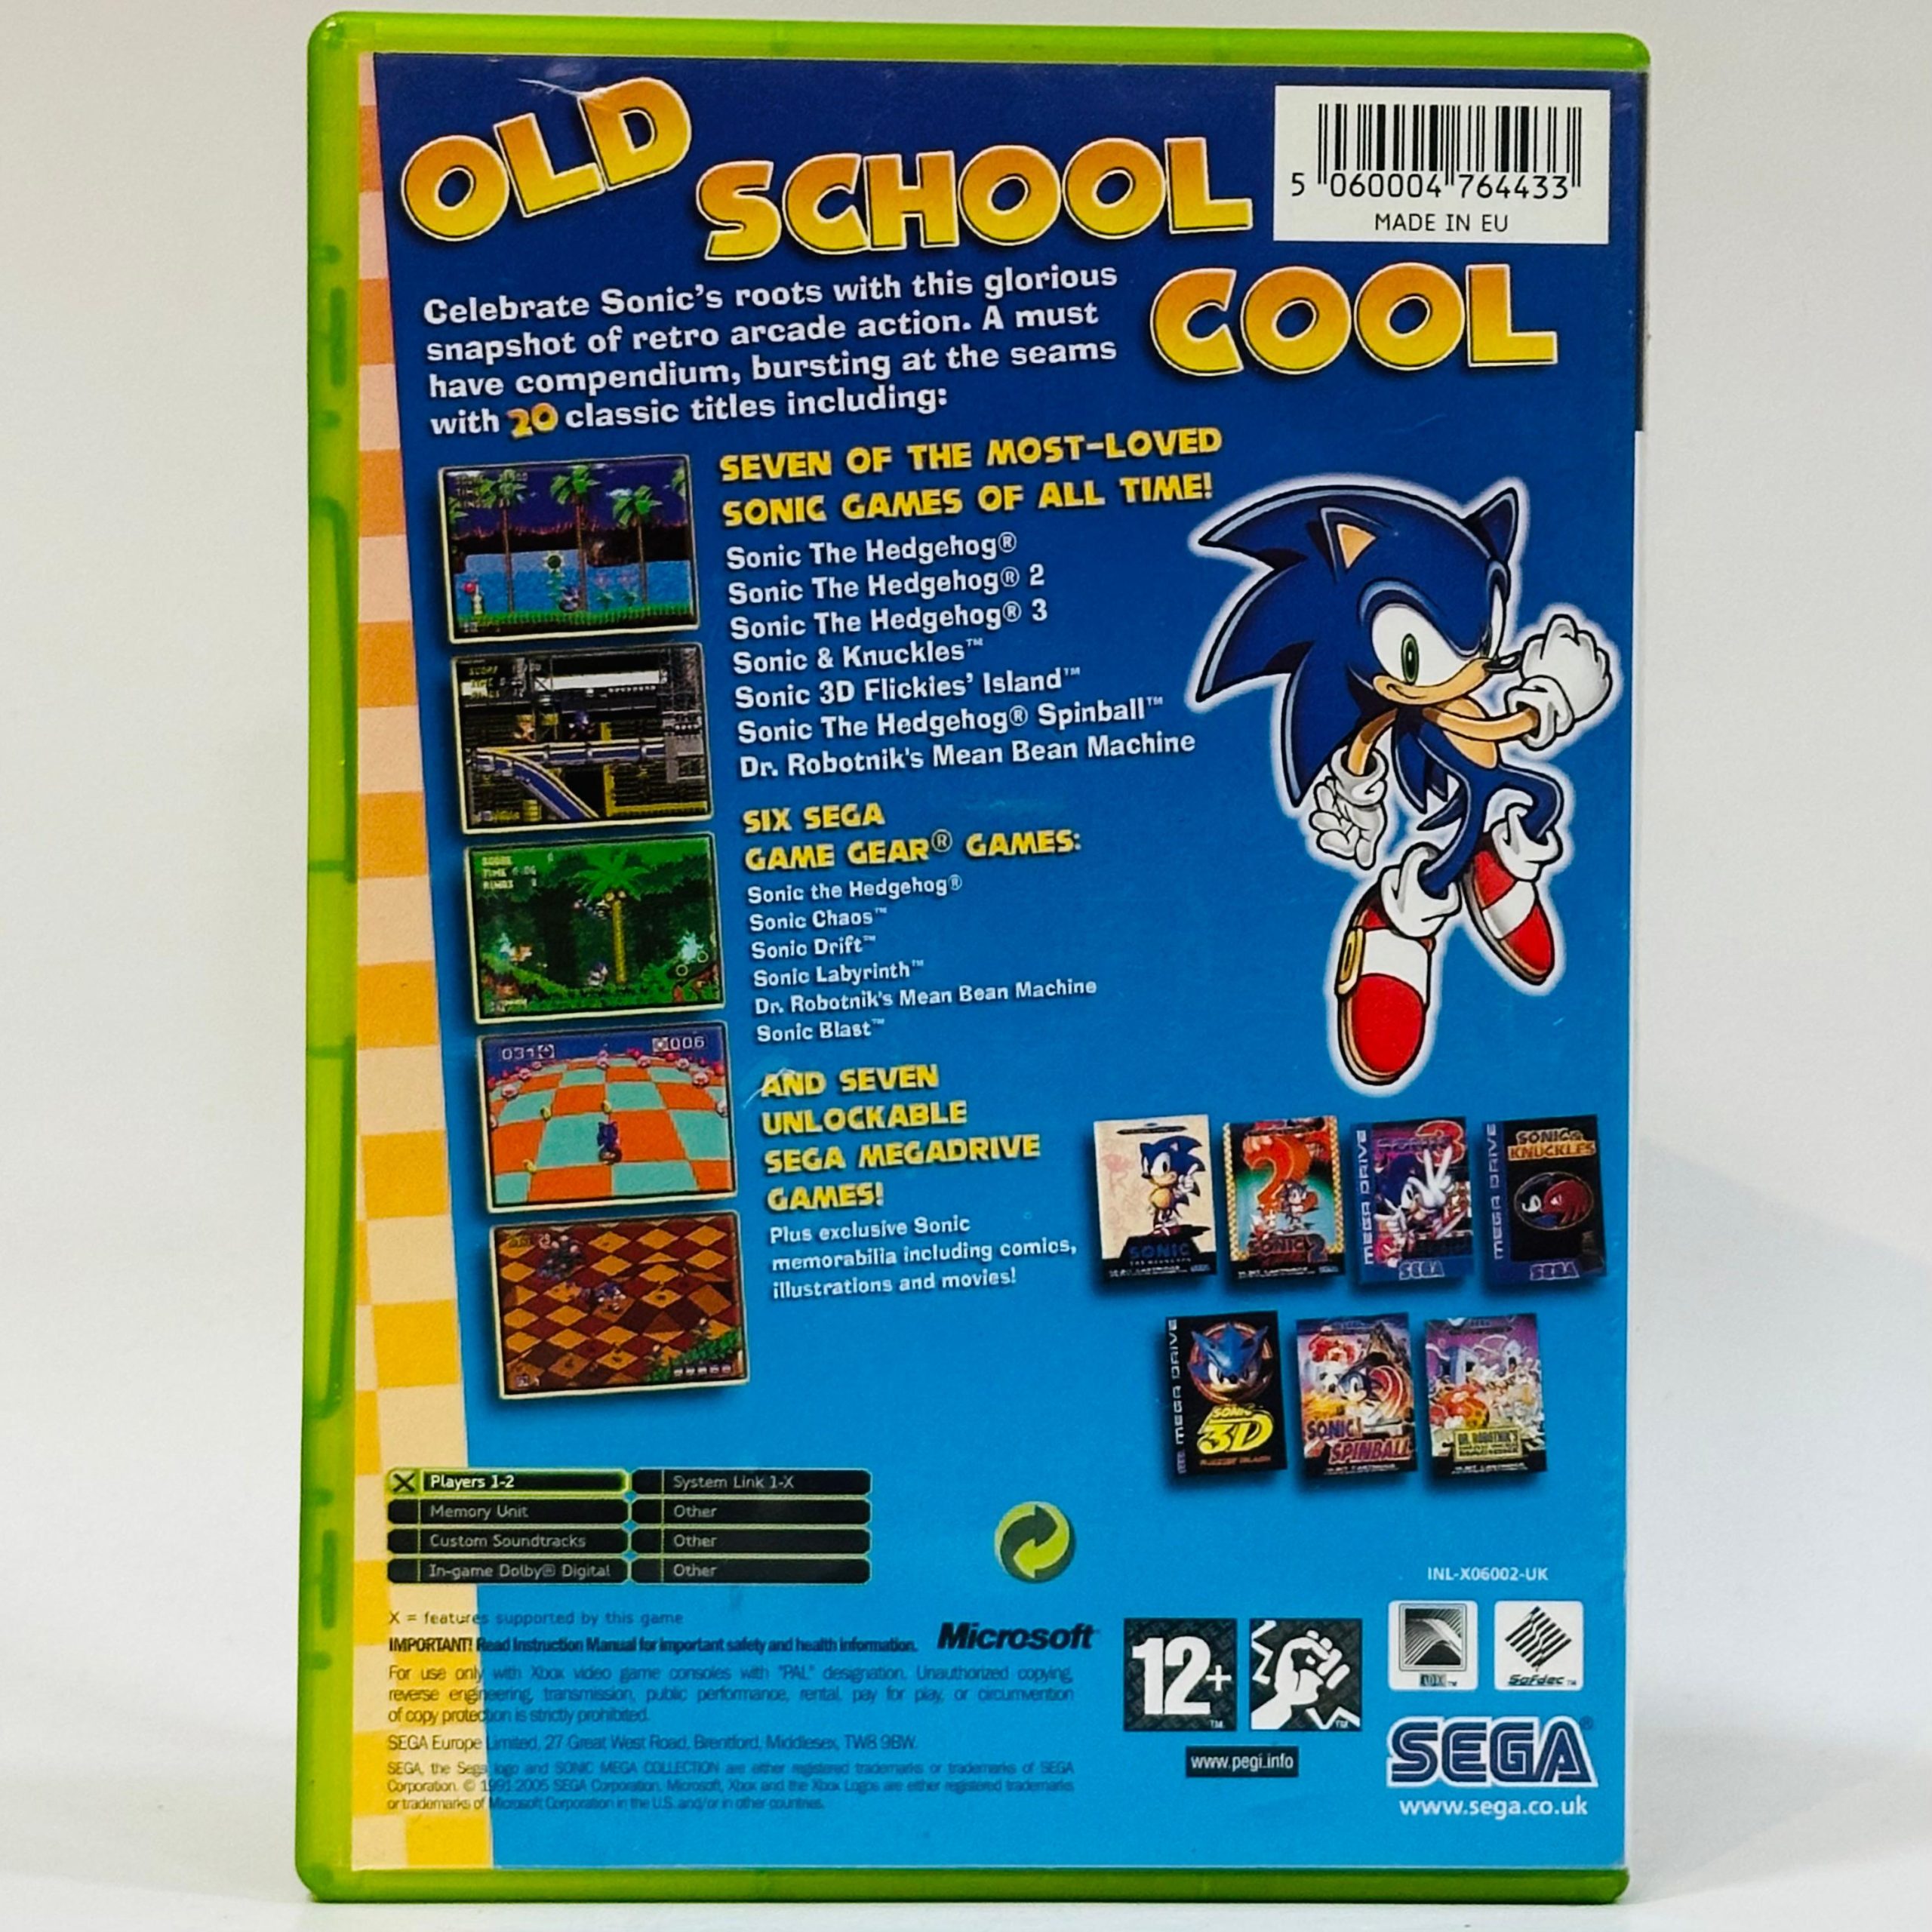 OLD
SCHOOL
COOL
5 060004 764433
MADE IN EU
Celebrate Sonic's roots with this glorious
snapshot of retro arcade action. A must
have compendium, bursting at the seams
with 20 classic titles including:
SEVEN OF THE MOST-LOVED
SONIC GAMES OF ALL TIME!
Sonic The Hedgehog®
Sonic The Hedgehog® 2
Sonic The Hedgehog® 3
Sonic & Knuckles™
Sonic 3D Flickies' Island™
Sonic The Hedgehog® Spinball™
Dr. Robotnik's Mean Bean Machine
SIX SEGA
GAME GEAR® GAMES:
Sonic the Hedgehog®
Sonic Chaos™
Sonic Drift™
Sonic Labyrinth™
Dr. Robotnik's Mean Bean Machine
Sonic Blast™
AND SEVEN
UNLOCKABLE
SEGA MEGADRIVE
GAMES!
Plus exclusive Sonic
memorabilia including comics,
illustrations and movies!
SCORE
TIME 0:06
RINGS
031
006
SONIC
SONIC 2
MEGA DRIVE
SEGA
MEGA DRIVE
SONIC &
KNUCKLES
SEGA
MEGA DRIVE
SONIC
3D
SONIC
SPINBALL
DR. ROBOTNIK'S
X Players 1-2
System Link 1-X
Memory Unit
Other
Custom Soundtracks
Other
In-game Dolby® Digital
Other
X = features supported by this game
IMPORTANT! Read Instruction Manual for important safety and health information.
Microsoft
For use only with Xbox video game consoles with "PAL" designation. Unauthorized copying,
reverse engineering, transmission, public performance, rental, pay for play, or circumvention
of copy protection is strictly prohibited.
SEGA Europe Limited, 27 Great West Road, Brentford, Middlesex, TW8 9BW.
SEGA, the Sega logo and SONIC MEGA COLLECTION are either registered trademarks or trademarks of SEGA
Corporation. © 1991-2005 SEGA Corporation. Microsoft, Xbox and the Xbox Logos are either registered trademarks
or trademarks of Microsoft Corporation in the U.S. and/or in other countries.
12+
™
™
www.pegi.info
INL-X06002-UK
Sofdec™
SEGA®
www.sega.co.uk